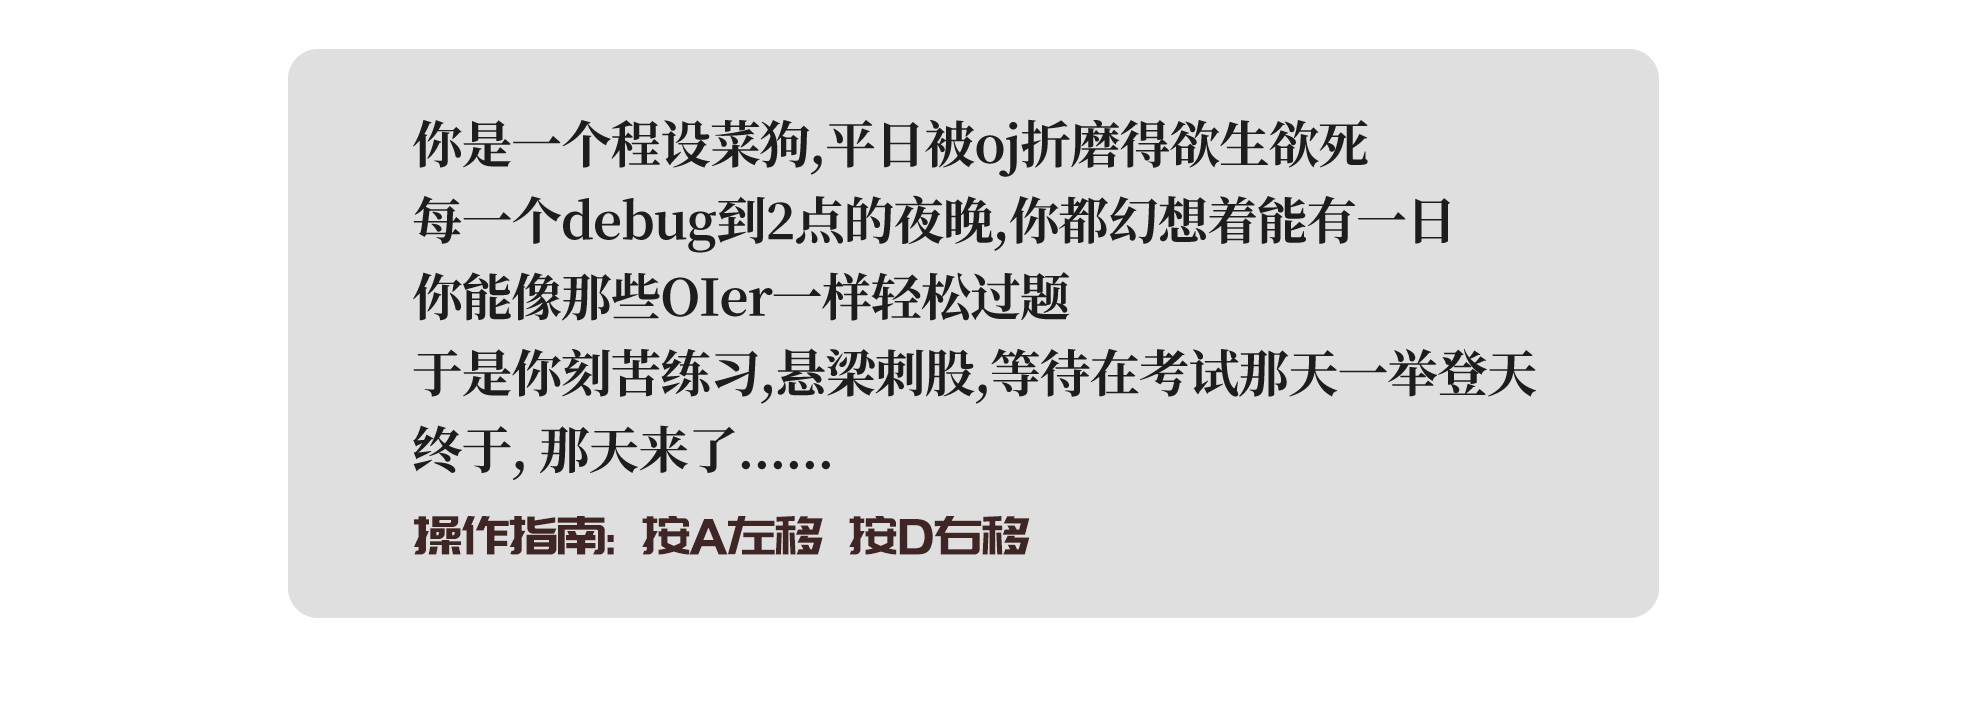 你是一个程设菜狗,平日被oj折磨得欲生欲死
每一个debug到2点的夜晚,你都幻想着能有一日
你能像那些OIer一样轻松过题
于是你刻苦练习,悬梁刺股,等待在考试那天一举登天
终于, 那天来了......
操作指南: 按A左移 按D右移